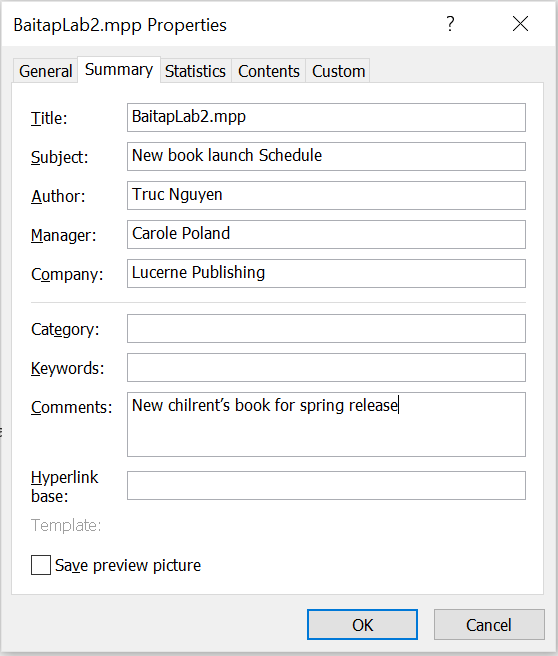 BaitapLab2.mpp Properties
? 
General Summary Statistics Contents Custom
Title: BaitapLab2.mpp
Subject: New book launch Schedule
Author: Truc Nguyen
Manager: Carole Poland
Company: Lucerne Publishing
Category:
Keywords:
Comments: New chilrent’s book for spring release
Hyperlink
base:
Template:
Save preview picture
OK Cancel